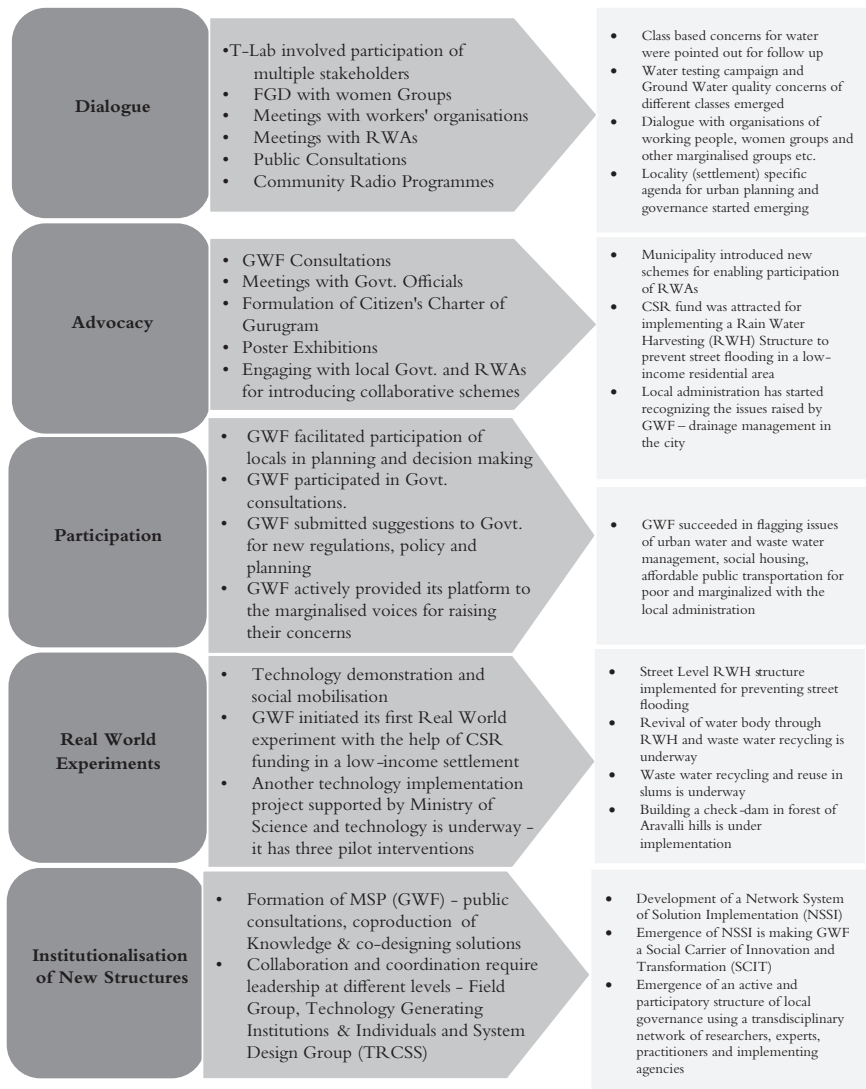 Dialogue
•T-Lab involved participation of
multiple stakeholders
• FGD with women Groups
• Meetings with workers' organisations
• Meetings with RWAs
• Public Consultations
• Community Radio Programmes
• Class based concerns for water
were pointed out for follow up
• Water testing campaign and
Ground Water quality concerns of
different classes emerged
• Dialogue with organisations of
working people, women groups and
other marginalised groups etc.
• Locality (settlement) specific
agenda for urban planning and
governance started emerging
Advocacy
• GWF Consultations
• Meetings with Govt. Officials
• Formulation of Citizen's Charter of
Gurugram
• Poster Exhibitions
• Engaging with local Govt. and RWAs
for introducing collaborative schemes
• Municipality introduced new
schemes for enabling participation
of RWAs
• CSR fund was attracted for
implementing a Rain Water
Harvesting (RWH) Structure to
prevent street flooding in a low-
income residential area
• Local administration has started
recognizing the issues raised by
GWF – drainage management in
the city
Participation
• GWF facilitated participation of
locals in planning and decision making
• GWF participated in Govt.
consultations.
• GWF submitted suggestions to Govt.
for new regulations, policy and
planning
• GWF actively provided its platform to
the marginalised voices for raising
their concerns
• GWF succeeded in flagging issues
of urban water and waste water
management, social housing,
affordable public transportation for
poor and marginalized with the
local administration
Real World
Experiments
• Technology demonstration and
social mobilisation
• GWF initiated its first Real World
experiment with the help of CSR
funding in a low-income settlement
• Another technology implementation
project supported by Ministry of
Science and technology is underway -
it has three pilot interventions
• Street Level RWH structure
implemented for preventing street
flooding
• Revival of water body through
RWH and waste water recycling is
underway
• Waste water recycling and reuse in
slums is underway
• Building a check-dam in forest of
Aravalli hills is under
implementation
Institutionalisation
of New Structures
• Formation of MSP (GWF) - public
consultations, coproduction of
Knowledge & co-designing solutions
• Collaboration and coordination require
leadership at different levels - Field
Group, Technology Generating
Institutions & Individuals and System
Design Group (TRCSS)
• Development of a Network System
of Solution Implementation (NSSI)
• Emergence of NSSI is making GWF
a Social Carrier of Innovation and
Transformation (SCIT)
• Emergence of an active and
participatory structure of local
governance using a transdisciplinary
network of researchers, experts,
practitioners and implementing
agencies